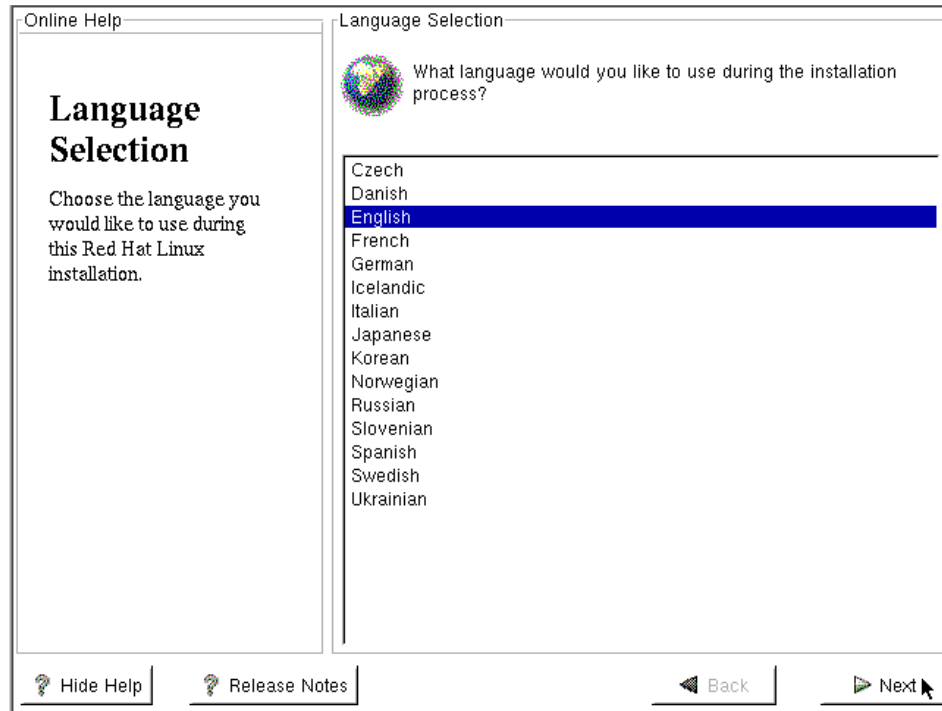 Online Help
Language
Selection
Choose the language you
would like to use during
this Red Hat Linux
installation.
Language Selection
What language would you like to use during the installation
process?
Czech
Danish
English
French
German
Icelandic
Italian
Japanese
Korean
Norwegian
Russian
Slovenian
Spanish
Swedish
Ukrainian
? Hide Help
? Release Notes
Back
Next